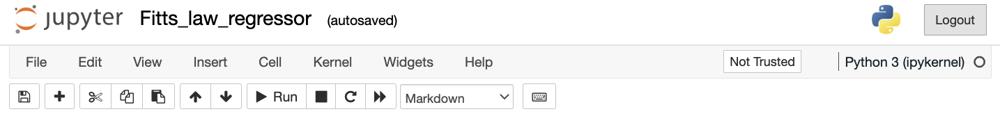 jupyter Fitts_law_regressor (autosaved) Logout
File Edit View Insert Cell Kernel Widgets Help Not Trusted Python 3 (ipykernel)
Run Markdown